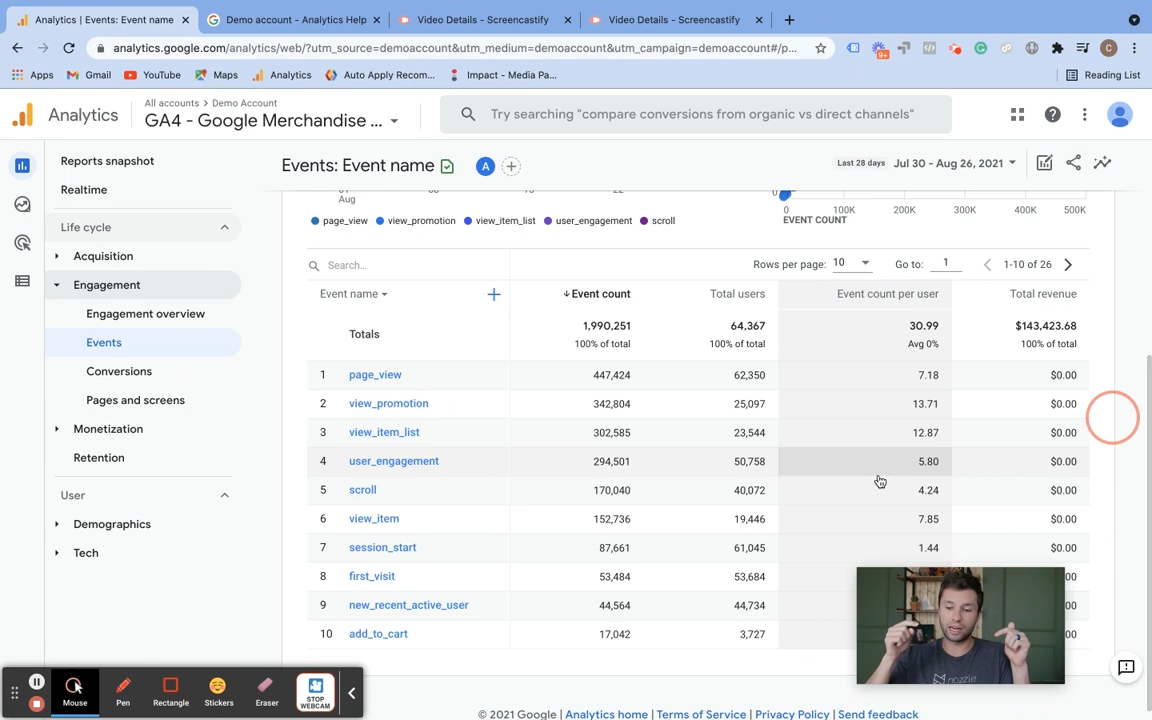 Analytics | Events: Event name
Demo account - Analytics Help
Video Details - Screencastify
Video Details - Screencastify
analytics.google.com/analytics/web/?utm_source=demoaccount&utm_medium=demoaccount&utm_campaign=demoaccount#/p...
9+
C
Apps
Gmail
YouTube
Maps
Analytics
Auto Apply Recom...
Impact - Media Pa...
Reading List
Analytics
All accounts > Demo Account
GA4 - Google Merchandise ...
Try searching "compare conversions from organic vs direct channels"
Reports snapshot
Realtime
Life cycle
Acquisition
Engagement
Engagement overview
Events
Conversions
Pages and screens
Monetization
Retention
User
Demographics
Tech
Events: Event name
A
Last 28 days Jul 30 - Aug 26, 2021
Aug
0
0 100K 200K 300K 400K 500K
EVENT COUNT
page_view view_promotion view_item_list user_engagement scroll
Search...
Rows per page: 10 Go to: 1 1-10 of 26
Event name Event count Total users Event count per user Total revenue
Totals 1,990,251 64,367 30.99 $143,423.68
100% of total 100% of total Avg 0% 100% of total
1 page_view 447,424 62,350 7.18 $0.00
2 view_promotion 342,804 25,097 13.71 $0.00
3 view_item_list 302,585 23,544 12.87 $0.00
4 user_engagement 294,501 50,758 5.80 $0.00
5 scroll 170,040 40,072 4.24 $0.00
6 view_item 152,736 19,446 7.85 $0.00
7 session_start 87,661 61,045 1.44 $0.00
8 first_visit 53,484 53,684 00
9 new_recent_active_user 44,564 44,734 00
10 add_to_cart 17,042 3,727 00
nozzle
Mouse
Pen
Rectangle
Stickers
Eraser
STOP WEBCAM
© 2021 Google | Analytics home | Terms of Service | Privacy Policy | Send feedback